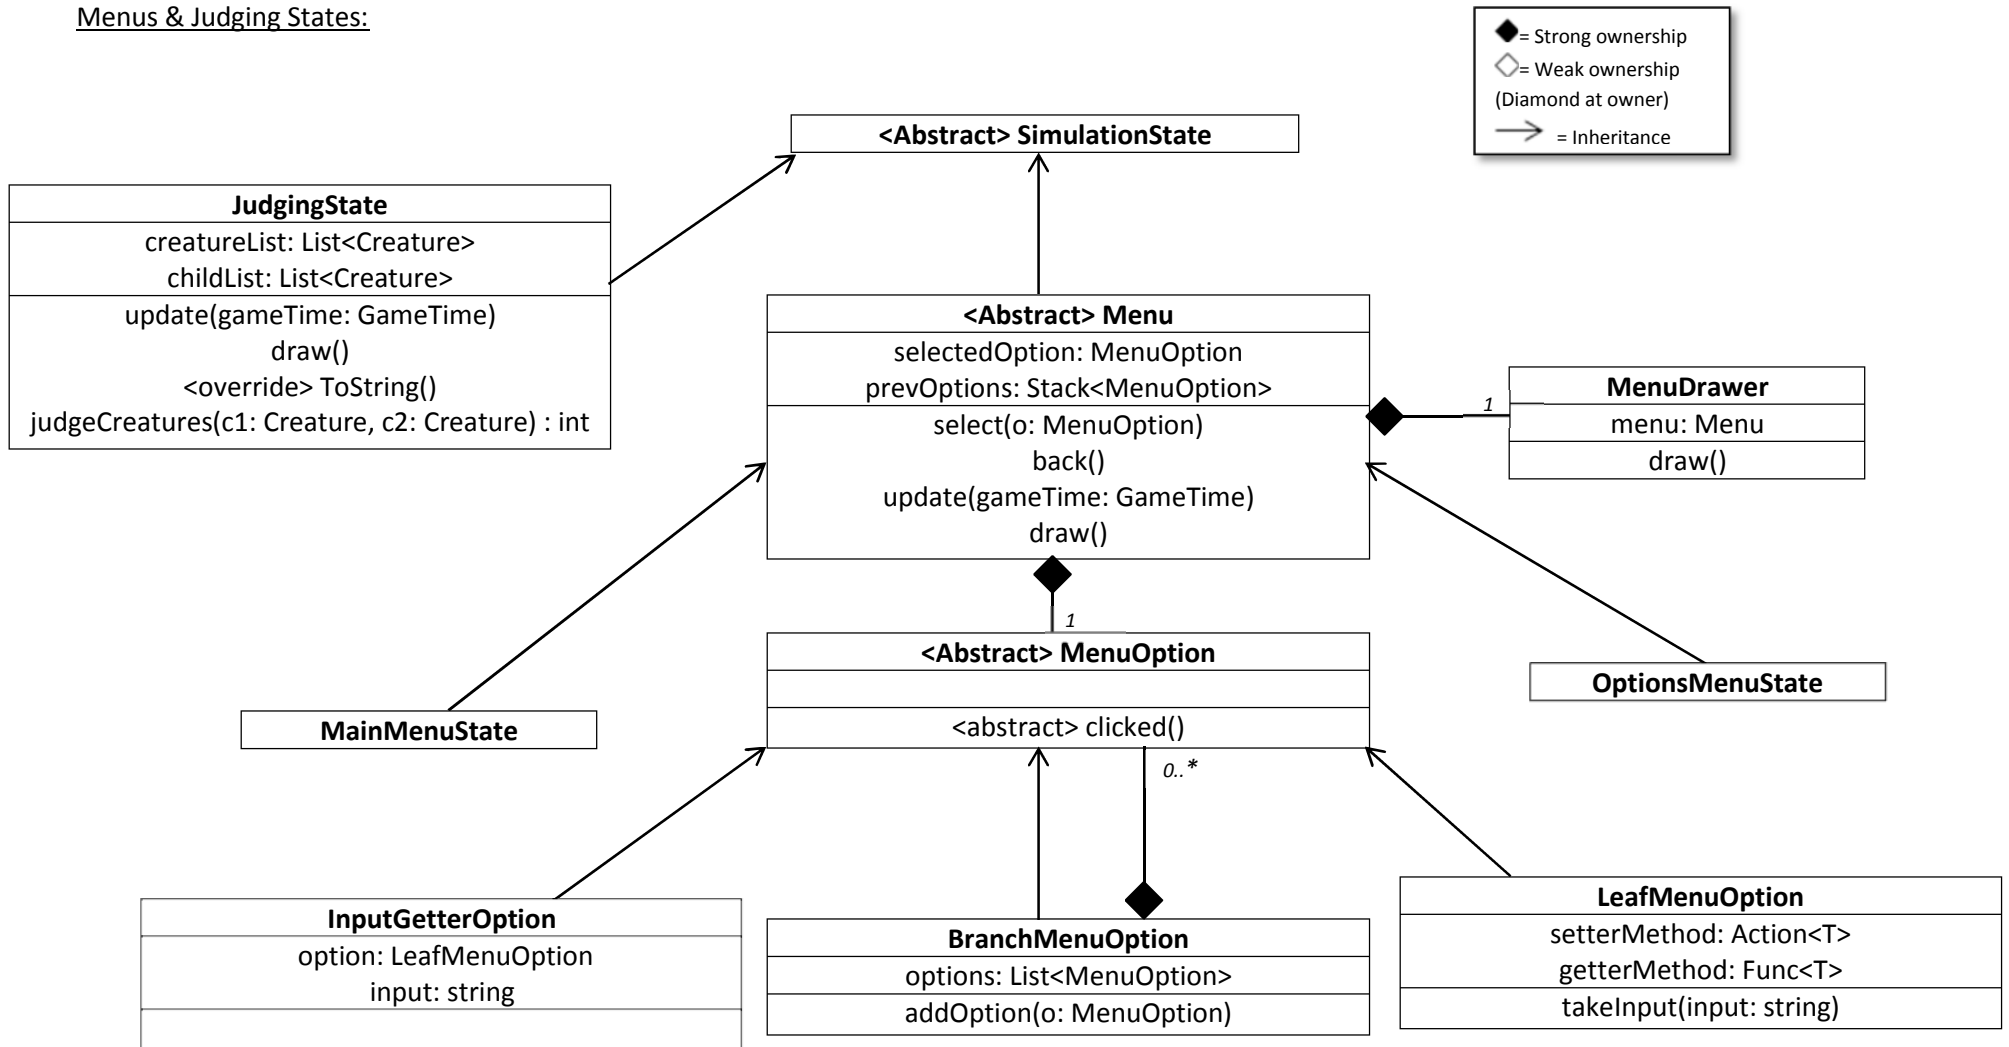 Menus & Judging States:
= Strong ownership
= Weak ownership
(Diamond at owner)
= Inheritance
<Abstract> SimulationState
JudgingState
creatureList: List<Creature>
childList: List<Creature>
update(gameTime: GameTime)
draw()
<override> ToString()
judgeCreatures(c1: Creature, c2: Creature) : int
<Abstract> Menu
selectedOption: MenuOption
prevOptions: Stack<MenuOption>
select(o: MenuOption)
back()
update(gameTime: GameTime)
draw()
1
MenuDrawer
menu: Menu
draw()
1
<Abstract> MenuOption
<abstract> clicked()
0..*
OptionsMenuState
MainMenuState
InputGetterOption
option: LeafMenuOption
input: string
BranchMenuOption
options: List<MenuOption>
addOption(o: MenuOption)
LeafMenuOption
setterMethod: Action<T>
getterMethod: Func<T>
takeInput(input: string)